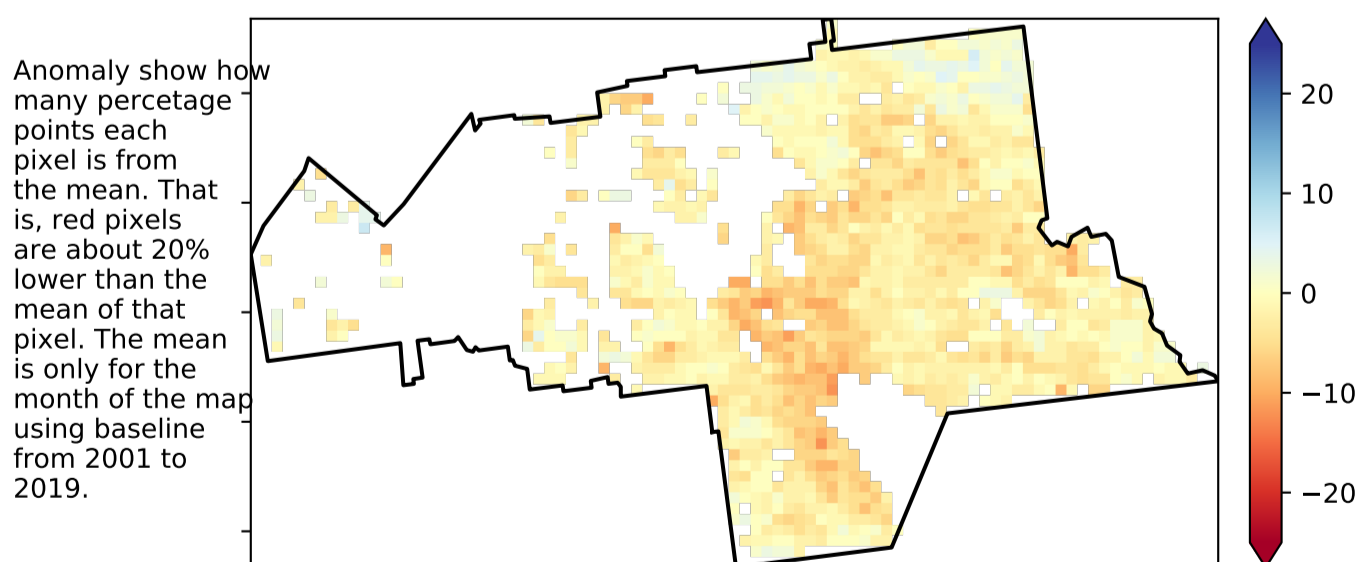 Anomaly show how
many percetage
points each
pixel is from
the mean. That
is, red pixels
are about 20%
lower than the
mean of that
pixel. The mean
is only for the
month of the map
using baseline
from 2001 to
2019.
20
10
0
−10
−20